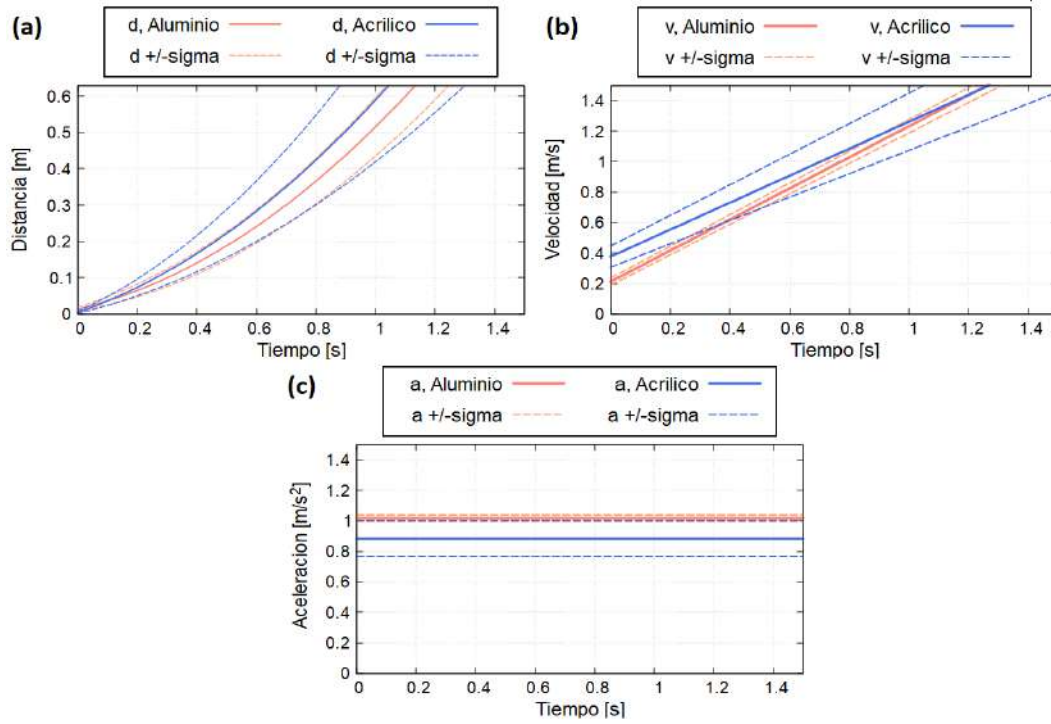 (a)
d, Aluminio d, Acrilico
d +/-sigma d +/-sigma
Distancia [m]
0.6
0.5
0.4
0.3
0.2
0.1
0
0 0.2 0.4 0.6 0.8 1 1.2 1.4
Tiempo [s]
(b)
v, Aluminio v, Acrilico
v +/-sigma v +/-sigma
Velocidad [m/s]
1.4
1.2
1
0.8
0.6
0.4
0.2
0
0 0.2 0.4 0.6 0.8 1 1.2 1.4
Tiempo [s]
(c)
a, Aluminio a, Acrilico
a +/-sigma a +/-sigma
Aceleracion [m/s²]
1.4
1.2
1
0.8
0.6
0.4
0.2
0
0 0.2 0.4 0.6 0.8 1 1.2 1.4
Tiempo [s]